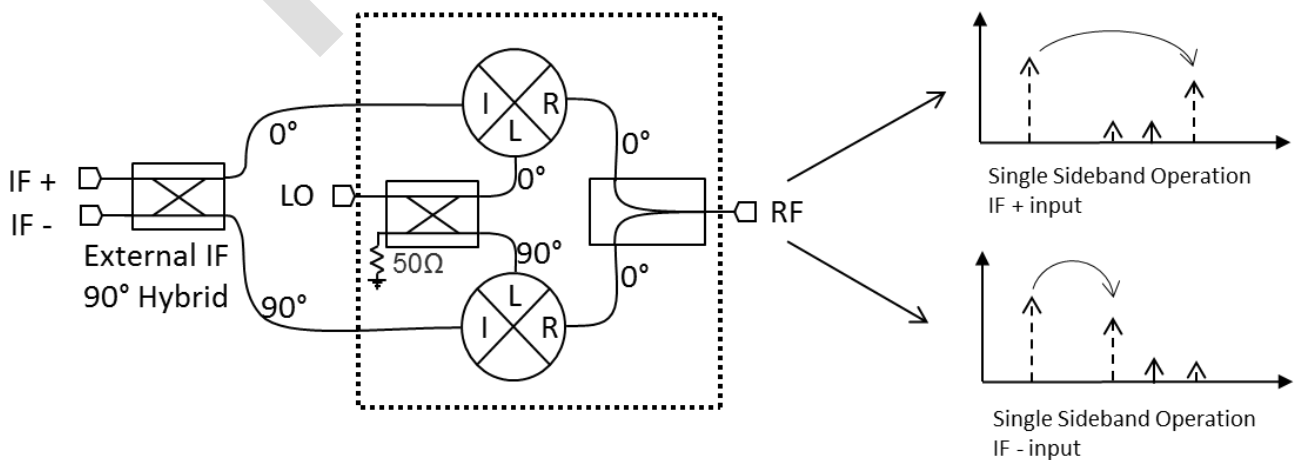 I
R
L
0°
0°
0°
IF +
IF -
LO
RF
External IF
90° Hybrid
50Ω
90°
90°
0°
L
I
R
Single Sideband Operation
IF + input
Single Sideband Operation
IF - input